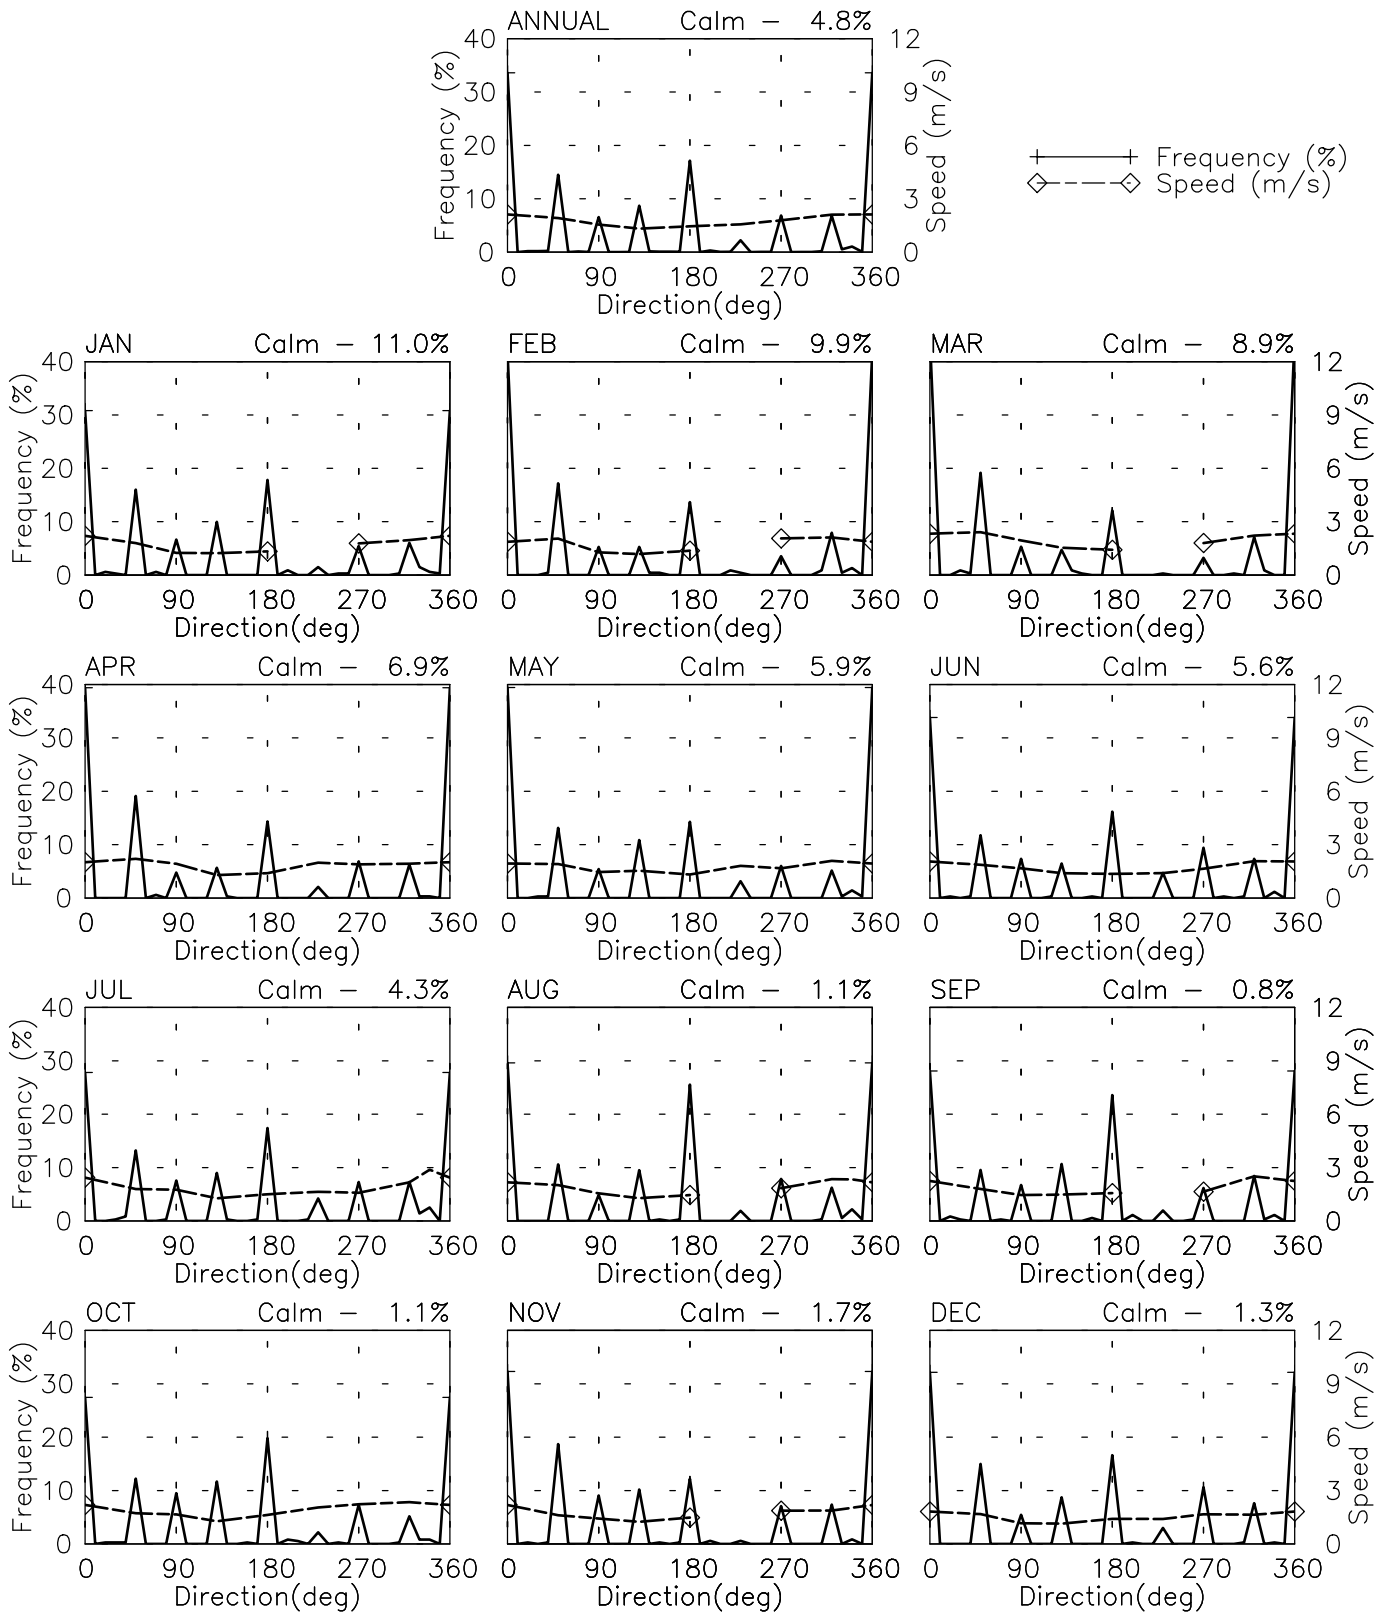 ANNUAL Calm - 4.8%
40 12
30 9
20 6
10 3
0 0
Frequency (%)
Speed (m/s)
0 90 180 270 360
Direction(deg)
Frequency (%)
Speed (m/s)
JAN Calm - 11.0% FEB Calm - 9.9% MAR Calm - 8.9%
40 12
30 9
20 6
10 3
0 0
Frequency (%)
Speed (m/s)
0 90 180 270 360 0 90 180 270 360 0 90 180 270 360
Direction(deg) Direction(deg) Direction(deg)
APR Calm - 6.9% MAY Calm - 5.9% JUN Calm - 5.6%
40 12
30 9
20 6
10 3
0 0
Frequency (%)
Speed (m/s)
0 90 180 270 360 0 90 180 270 360 0 90 180 270 360
Direction(deg) Direction(deg) Direction(deg)
JUL Calm - 4.3% AUG Calm - 1.1% SEP Calm - 0.8%
40 12
30 9
20 6
10 3
0 0
Frequency (%)
Speed (m/s)
0 90 180 270 360 0 90 180 270 360 0 90 180 270 360
Direction(deg) Direction(deg) Direction(deg)
OCT Calm - 1.1% NOV Calm - 1.7% DEC Calm - 1.3%
40 12
30 9
20 6
10 3
0 0
Frequency (%)
Speed (m/s)
0 90 180 270 360 0 90 180 270 360 0 90 180 270 360
Direction(deg) Direction(deg) Direction(deg)